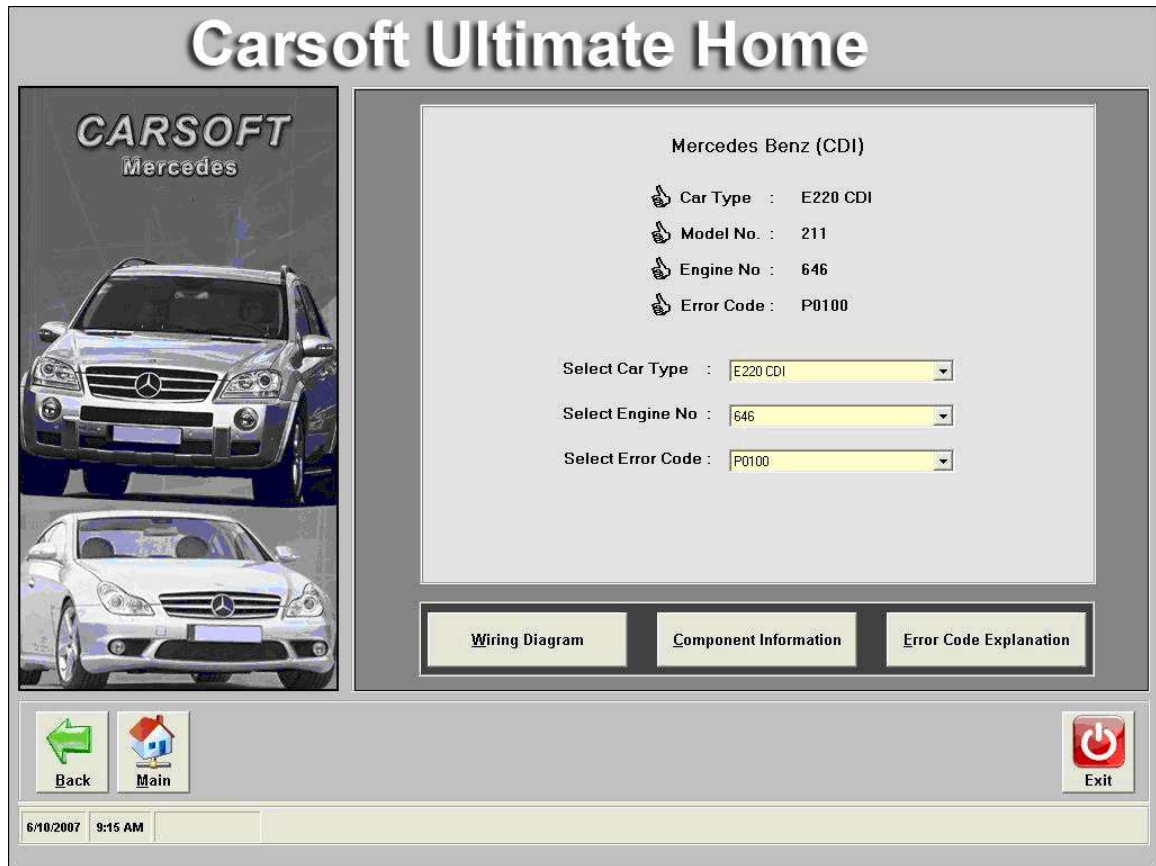 Carsoft Ultimate Home
CARSOFT
Mercedes
Mercedes Benz (CDI)
Car Type : E220 CDI
Model No. : 211
Engine No : 646
Error Code : P0100
Select Car Type : E220 CDI
Select Engine No : 646
Select Error Code : P0100
Wiring Diagram Component Information Error Code Explanation
Back Main Exit
6/10/2007 9:15 AM